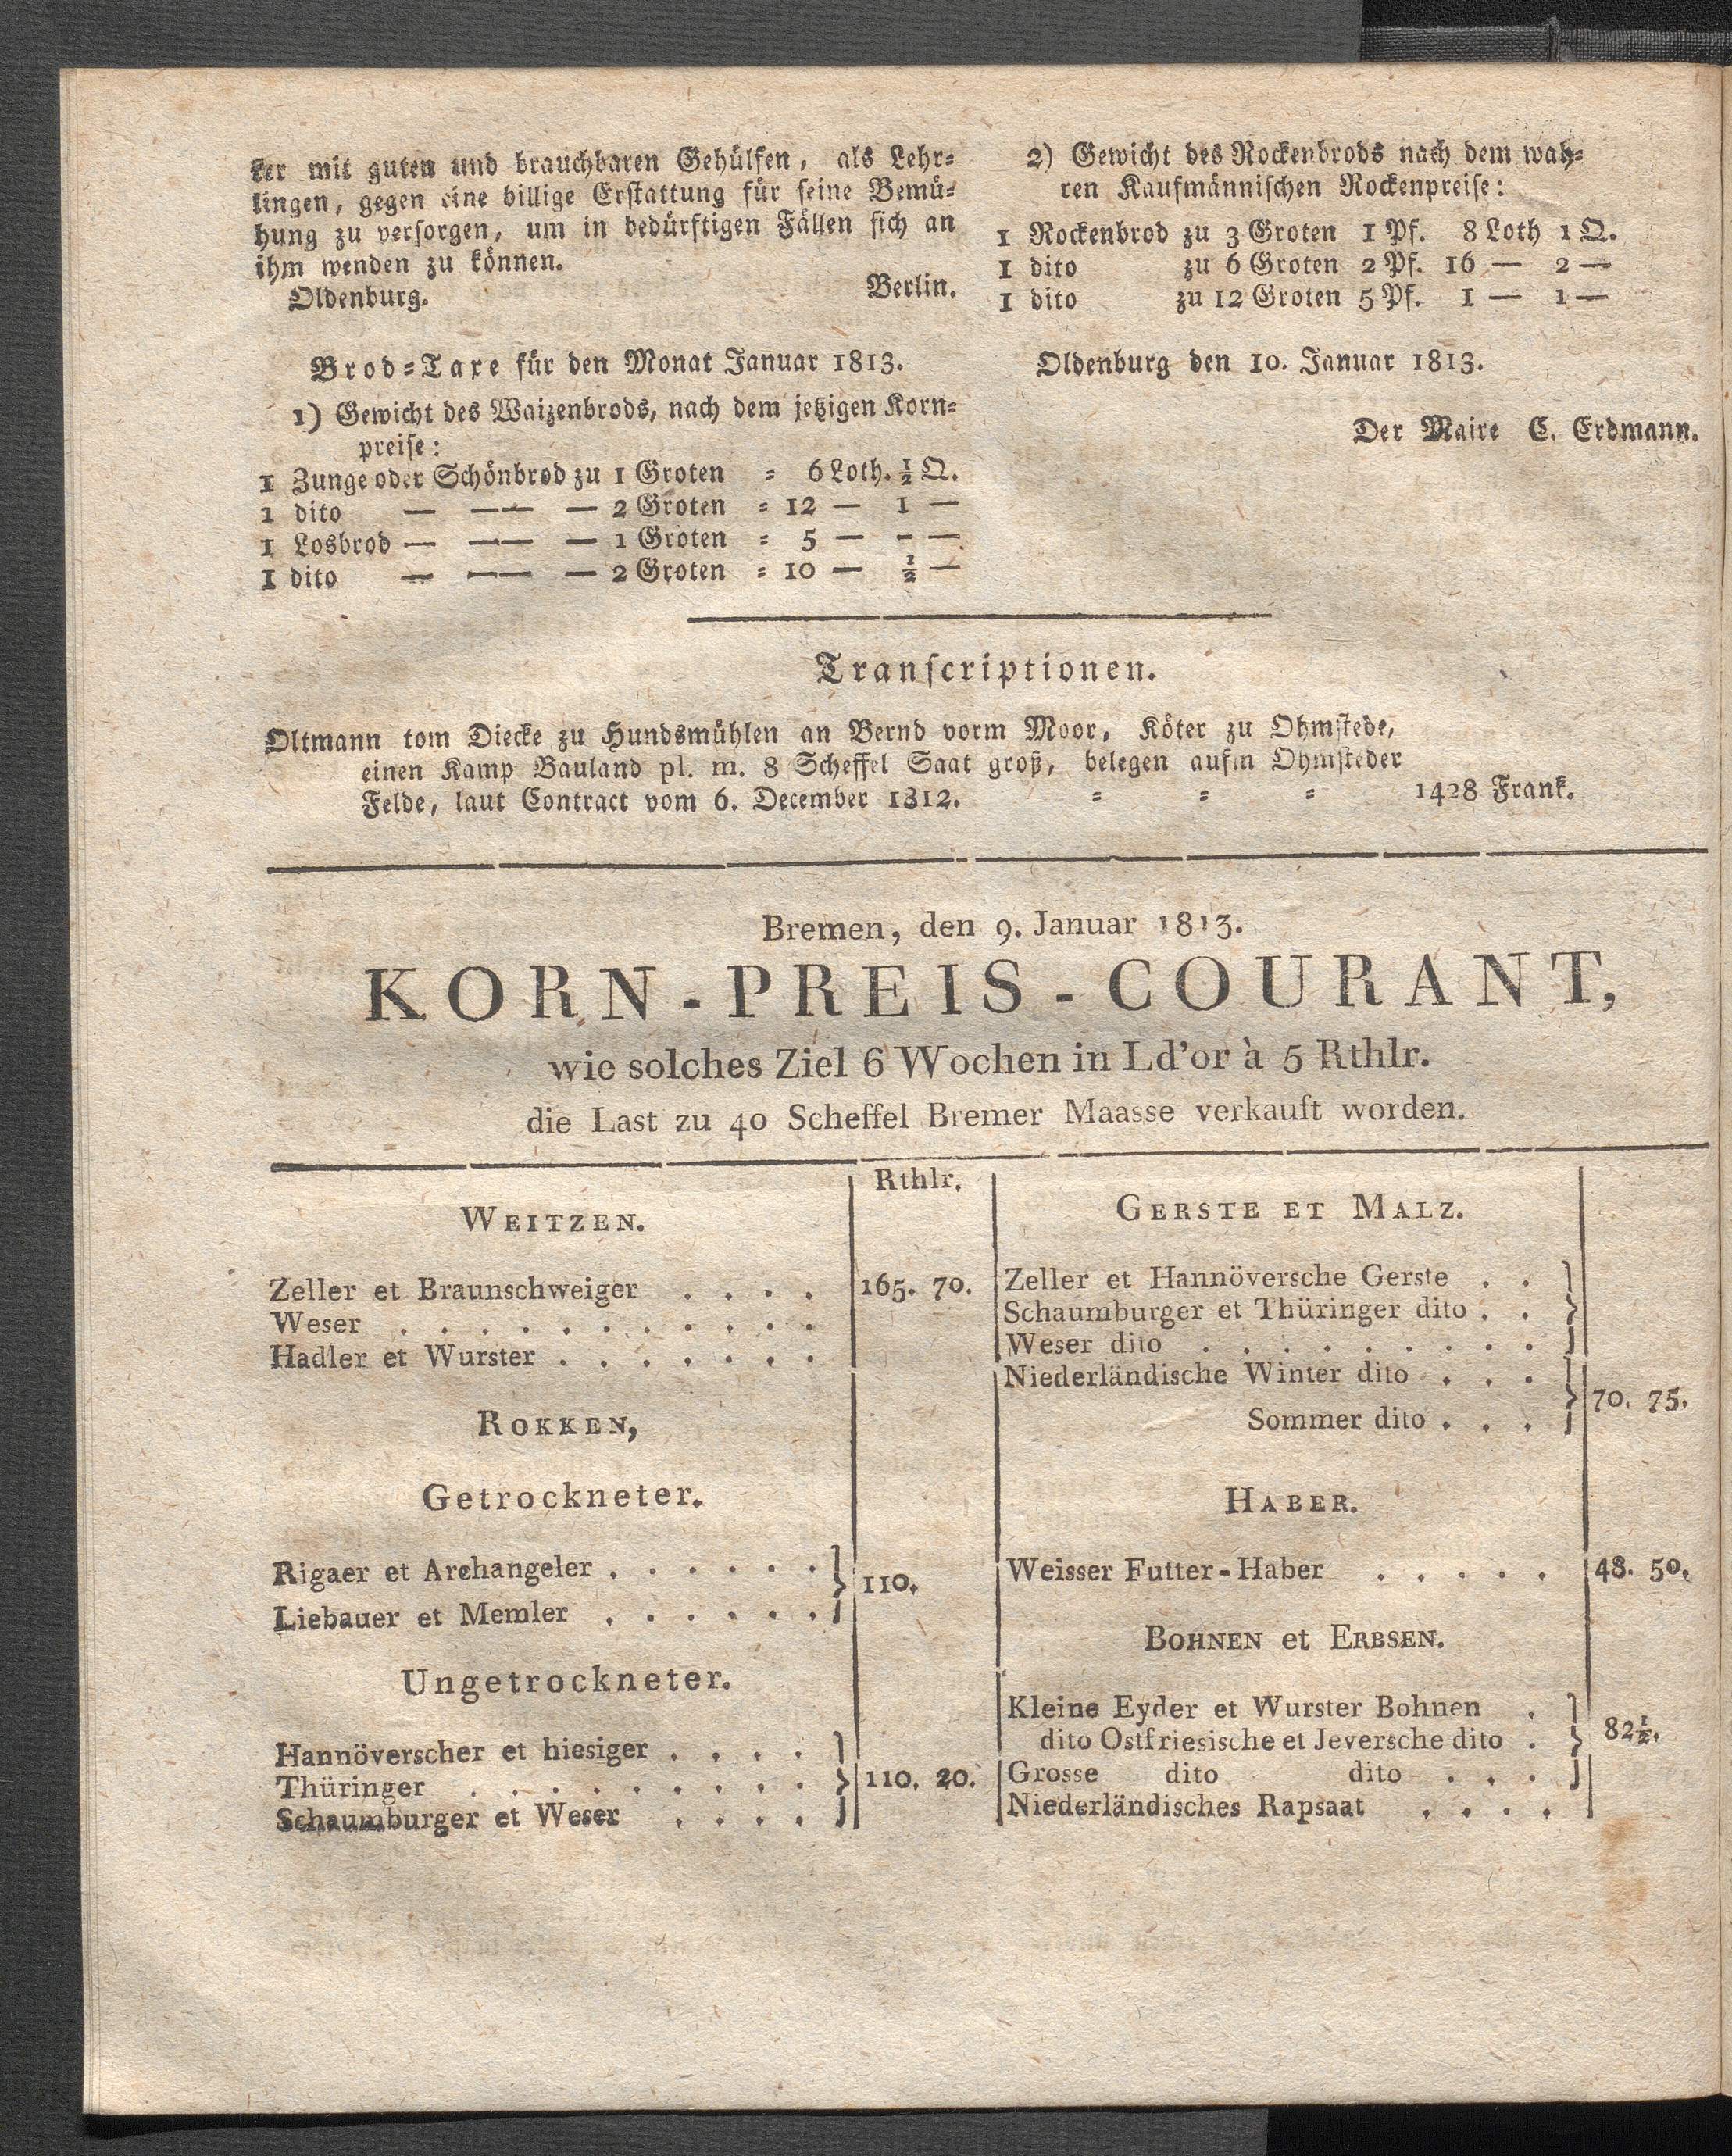 ker mit guten und brauchbaren Gehülfen, als Lehr-
lingen, gegen eine billige Erstattung für seine Bemü-
hung zu versorgen, um in bedürftigen Fällen sich an
ihm wenden zu können.
Oldenburg. Berlin.
Brod-Taxe für den Monat Januar 1813.
1) Gewicht des Waizenbrods, nach dem jetzigen Korn-
preise:
1 Zunge oder Schönbrod zu 1 Groten = 6 Loth. ½ Q.
1 dito — —— — 2 Groten = 12 — 1 —
1 Losbrod — —— — 1 Groten = 5 — - —
1 dito — —— — 2 Groten = 10 — ½ —
2) Gewicht des Rockenbrods nach dem wah-
ren Kaufmännischen Rockenpreise:
1 Rockenbrod zu 3 Groten 1 Pf. 8 Loth 1 Q.
1 dito zu 6 Groten 2 Pf. 16 — 2 —
1 dito zu 12 Groten 5 Pf. 1 — 1 —
Oldenburg den 10. Januar 1813.
Der Maire C. Erdmann.
Transcriptionen.
Oltmann tom Diecke zu Hundsmühlen an Bernd vorm Moor, Köter zu Ohmstede,
einen Kamp Bauland pl. m. 8 Scheffel Saat groß, belegen aufm Ohmsteder
Felde, laut Contract vom 6. December 1812. = = = 1428 Frank.
Bremen, den 9. Januar 1813.
KORN-PREIS-COURANT,
wie solches Ziel 6 Wochen in Ld'or à 5 Rthlr.
die Last zu 40 Scheffel Bremer Maasse verkauft worden.
Rthlr.
WEITZEN.
Zeller et Braunschweiger . . . . 165. 70.
Weser . . . . . . . . . . .
Hadler et Wurster . . . . . . .
ROKKEN,
Getrockneter.
Rigaer et Archangeler . . . . . . } 110.
Liebauer et Memler . . . . . .
Ungetrockneter.
Hannöverscher et hiesiger . . . .
Thüringer . . . . . . . . . } 110. 20.
Schaumburger et Weser . . . .
GERSTE ET MALZ.
Zeller et Hannöversche Gerste . .
Schaumburger et Thüringer dito . . }
Weser dito . . . . . . . . .
Niederländische Winter dito . . . } 70. 75.
Sommer dito . . .
HABER.
Weisser Futter-Haber . . . . . 48. 50.
BOHNEN et ERBSEN.
Kleine Eyder et Wurster Bohnen .
dito Ostfriesische et Jeversche dito . } 82½.
Grosse dito dito . . .
Niederländisches Rapsaat . . . .